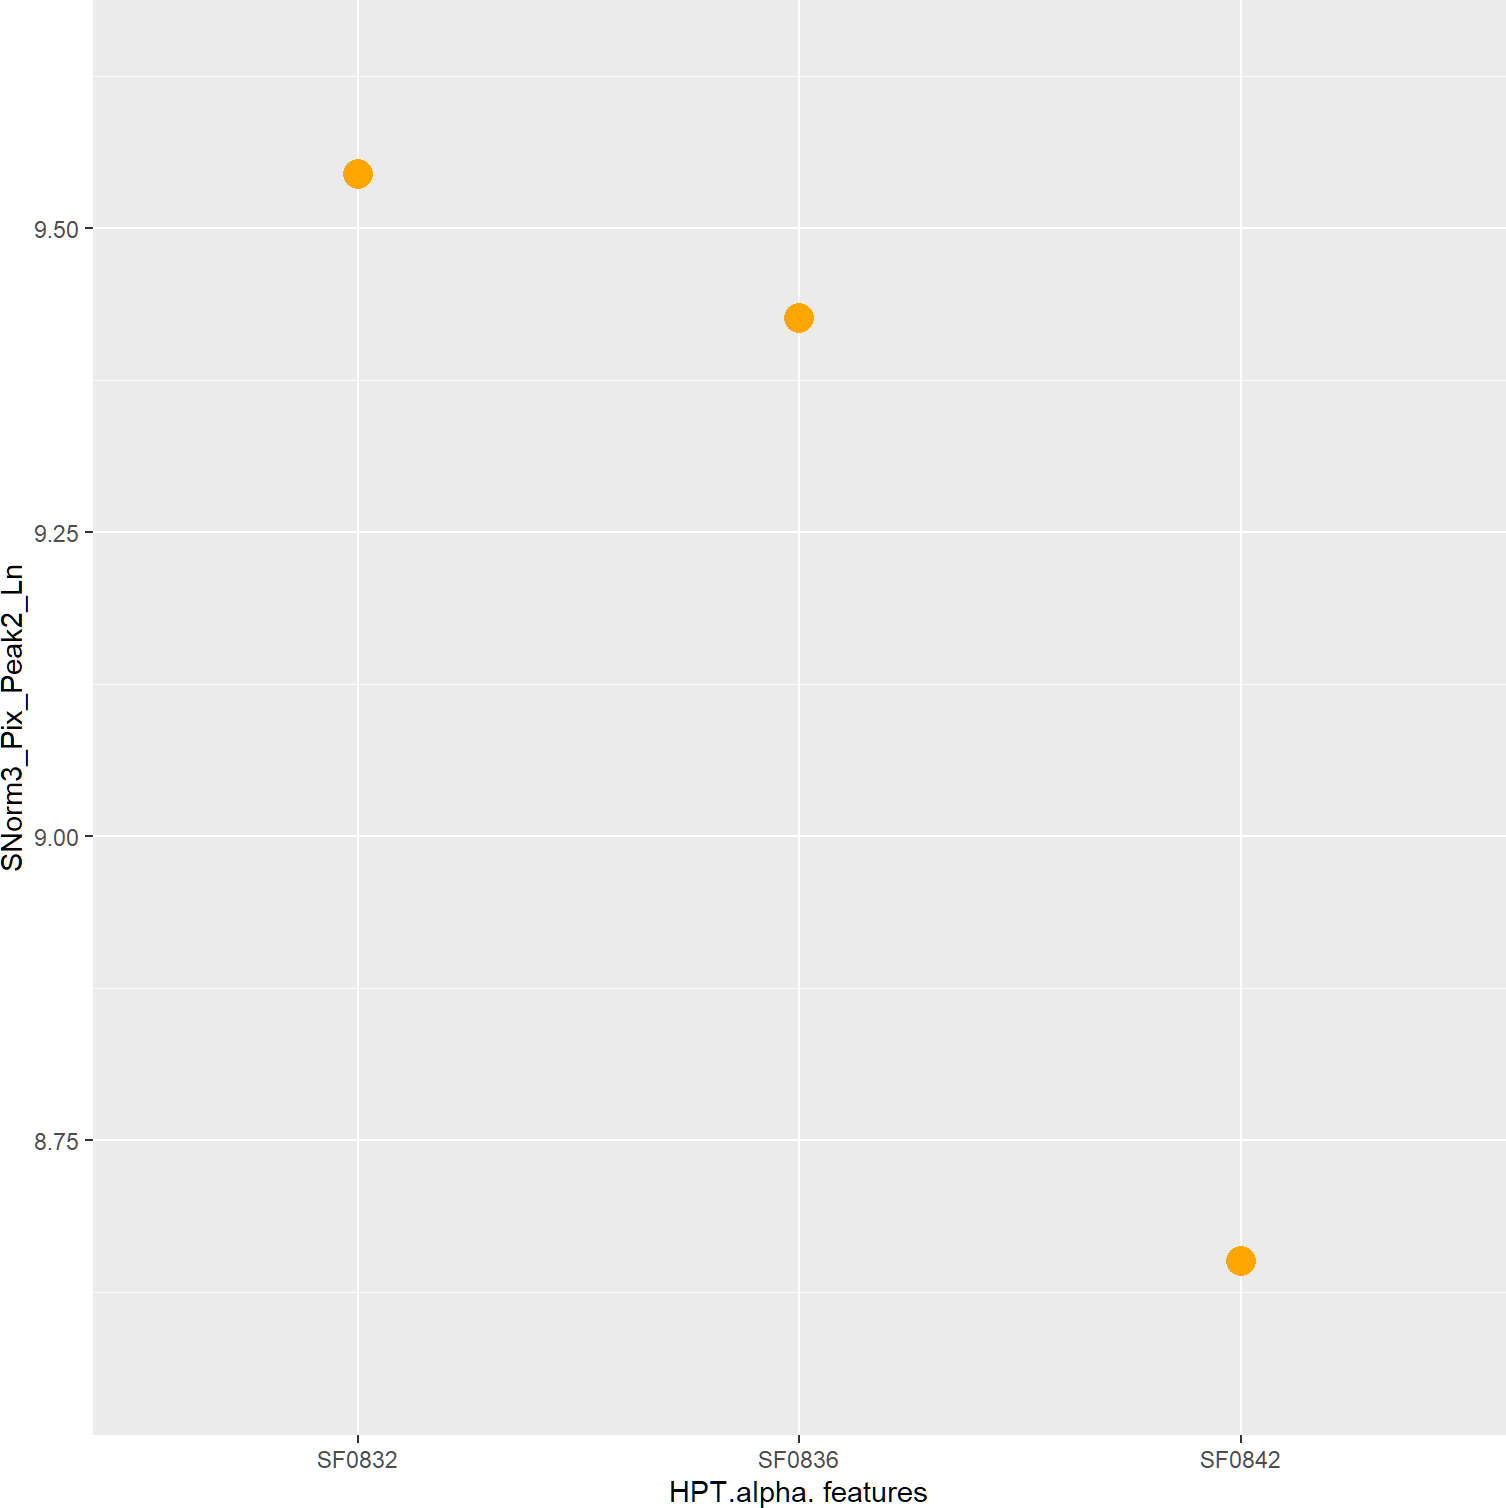 SNorm3_Pix_Peak2_Ln
9.50
9.25
9.00
8.75
SF0832
SF0836
SF0842
HPT.alpha. features